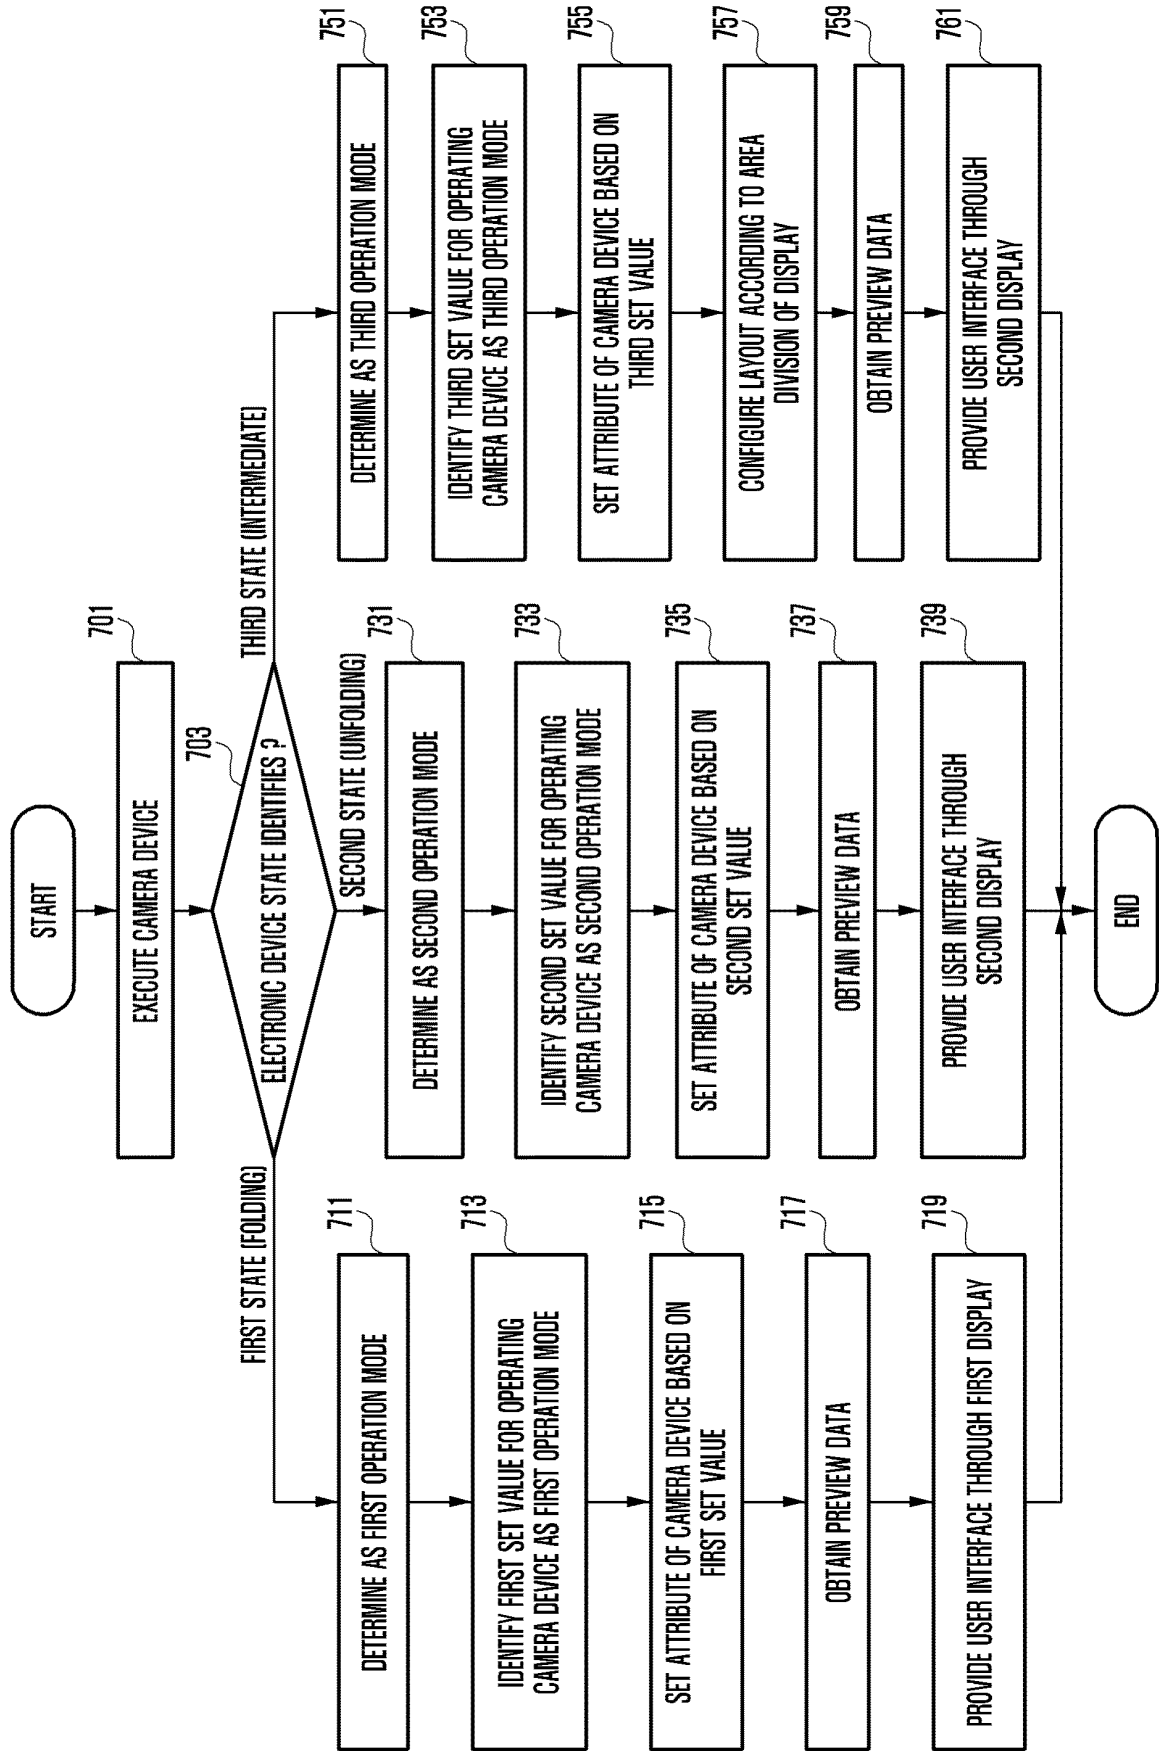 START
701
EXECUTE CAMERA DEVICE
703
ELECTRONIC DEVICE STATE IDENTIFIES ?
FIRST STATE (FOLDING)
SECOND STATE (UNFOLDING)
THIRD STATE (INTERMEDIATE)
711
DETERMINE AS FIRST OPERATION MODE
713
IDENTIFY FIRST SET VALUE FOR OPERATING
CAMERA DEVICE AS FIRST OPERATION MODE
715
SET ATTRIBUTE OF CAMERA DEVICE BASED ON
FIRST SET VALUE
717
OBTAIN PREVIEW DATA
719
PROVIDE USER INTERFACE THROUGH FIRST DISPLAY
731
DETERMINE AS SECOND OPERATION MODE
733
IDENTIFY SECOND SET VALUE FOR OPERATING
CAMERA DEVICE AS SECOND OPERATION MODE
735
SET ATTRIBUTE OF CAMERA DEVICE BASED ON
SECOND SET VALUE
737
OBTAIN PREVIEW DATA
739
PROVIDE USER INTERFACE THROUGH
SECOND DISPLAY
751
DETERMINE AS THIRD OPERATION MODE
753
IDENTIFY THIRD SET VALUE FOR OPERATING
CAMERA DEVICE AS THIRD OPERATION MODE
755
SET ATTRIBUTE OF CAMERA DEVICE BASED ON
THIRD SET VALUE
757
CONFIGURE LAYOUT ACCORDING TO AREA
DIVISION OF DISPLAY
759
OBTAIN PREVIEW DATA
761
PROVIDE USER INTERFACE THROUGH
SECOND DISPLAY
END